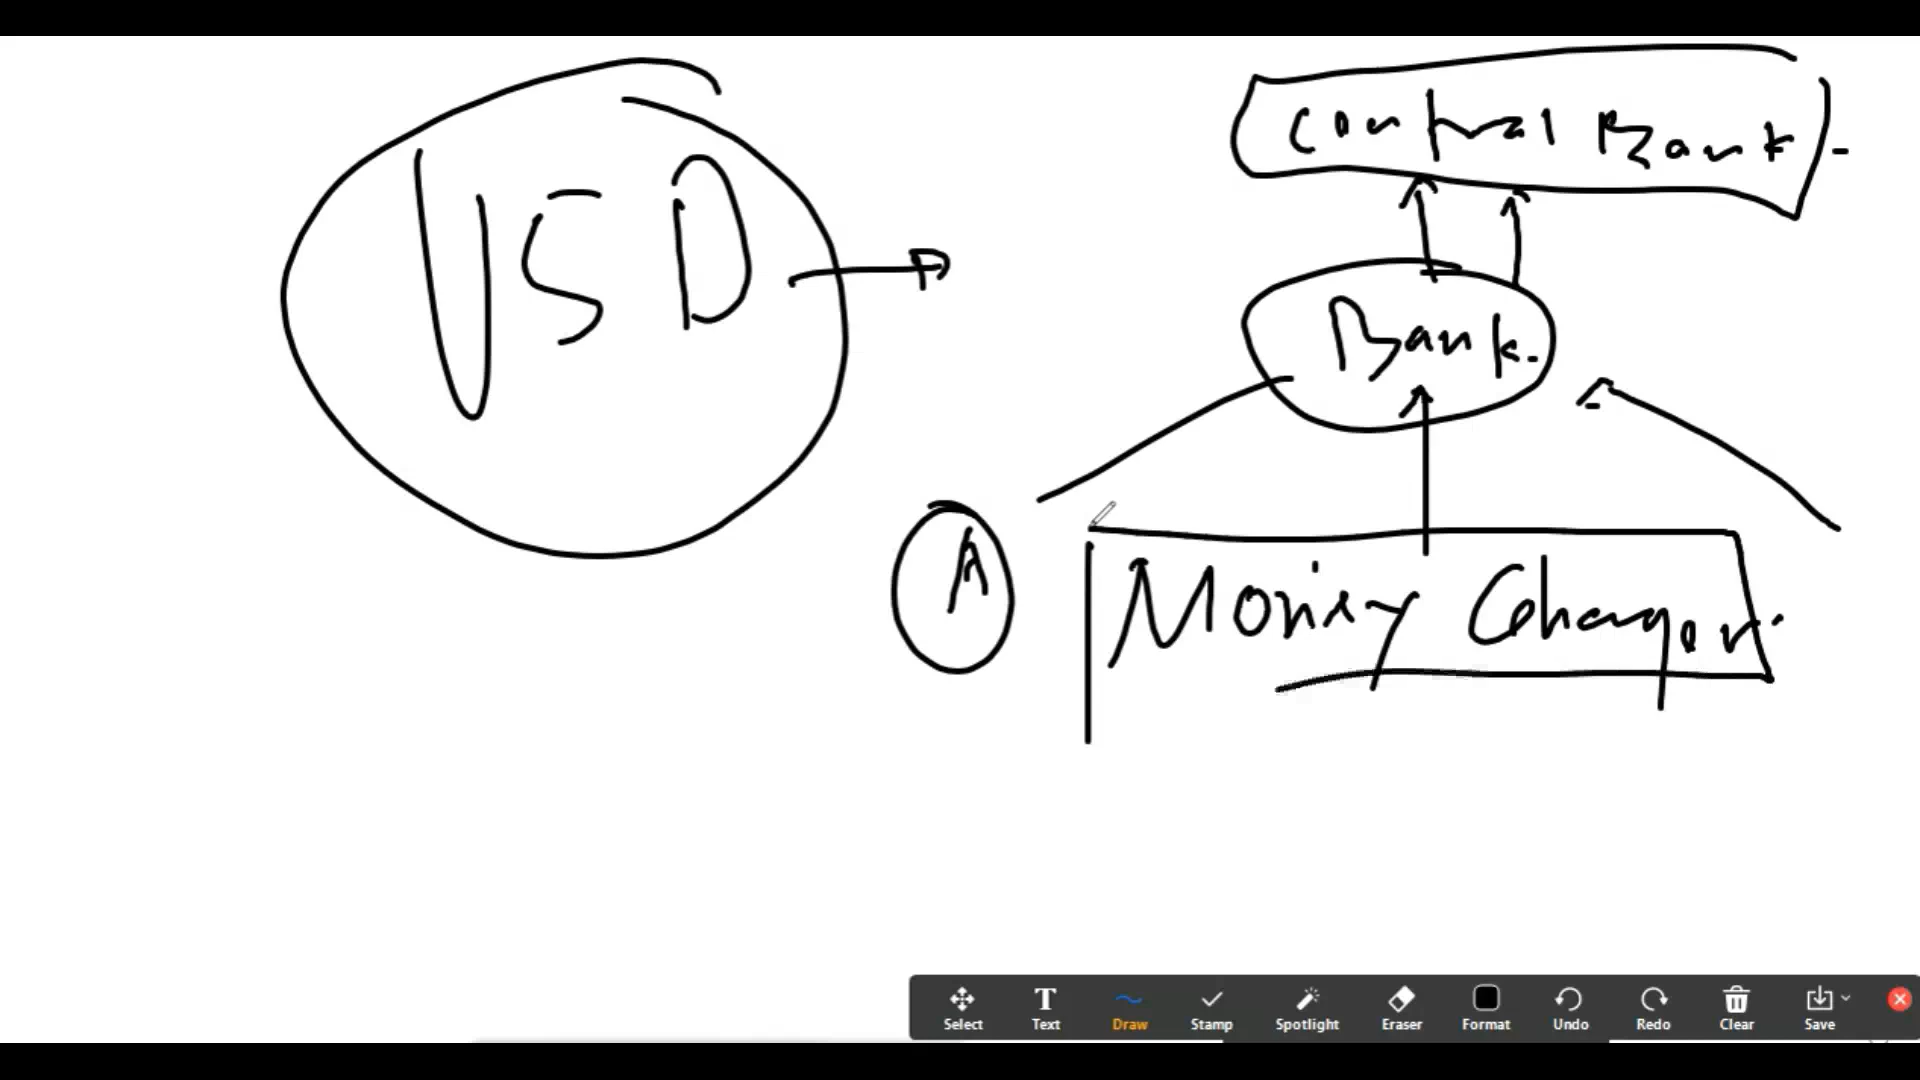 USD
Central Bank.
Bank.
A
Money Changer.
Select Text Draw Stamp Spotlight Eraser Format Undo Redo Clear Save